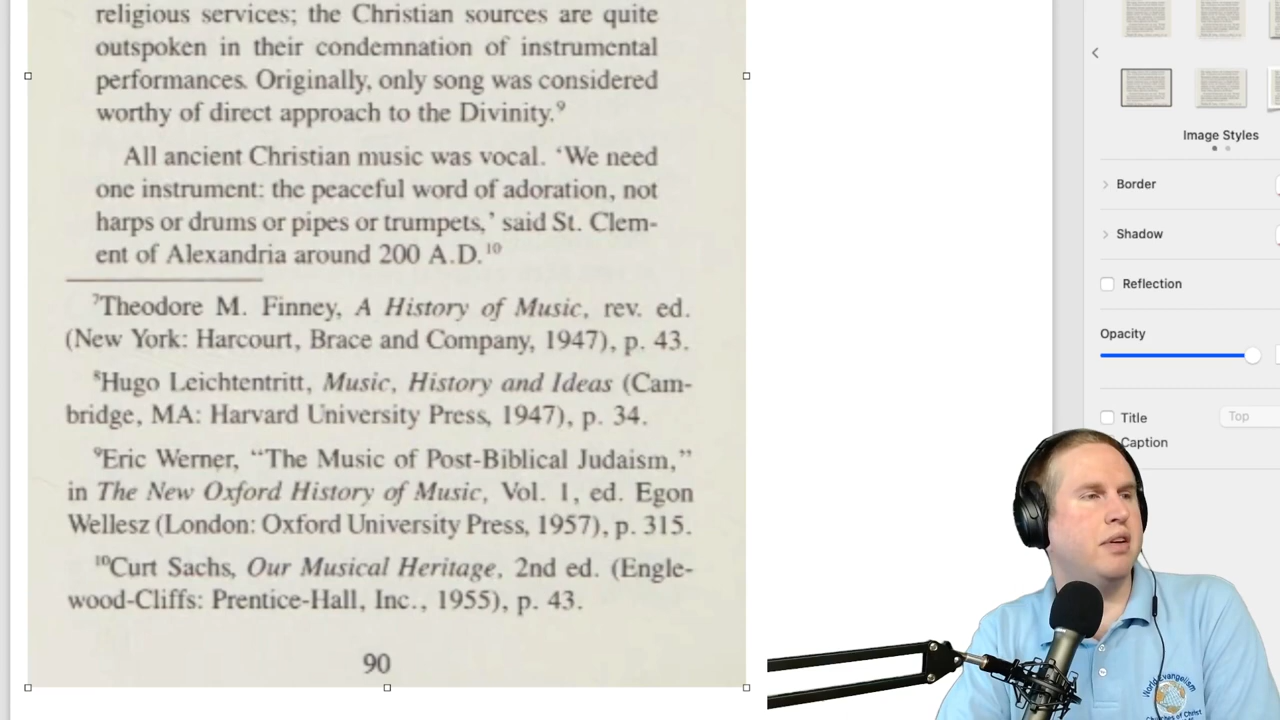 religious services; the Christian sources are quite
outspoken in their condemnation of instrumental
performances. Originally, only song was considered
worthy of direct approach to the Divinity.⁹
All ancient Christian music was vocal. ‘We need
one instrument: the peaceful word of adoration, not
harps or drums or pipes or trumpets,’ said St. Clem-
ent of Alexandria around 200 A.D.¹⁰
⁷Theodore M. Finney, A History of Music, rev. ed.
(New York: Harcourt, Brace and Company, 1947), p. 43.
⁸Hugo Leichtentritt, Music, History and Ideas (Cam-
bridge, MA: Harvard University Press, 1947), p. 34.
⁹Eric Werner, “The Music of Post-Biblical Judaism,”
in The New Oxford History of Music, Vol. 1, ed. Egon
Wellesz (London: Oxford University Press, 1957), p. 315.
¹⁰Curt Sachs, Our Musical Heritage, 2nd ed. (Engle-
wood-Cliffs: Prentice-Hall, Inc., 1955), p. 43.
90
Image Styles
Border
Shadow
Reflection
Opacity
Title
Top
Caption
World Evangelism
Churches of Christ